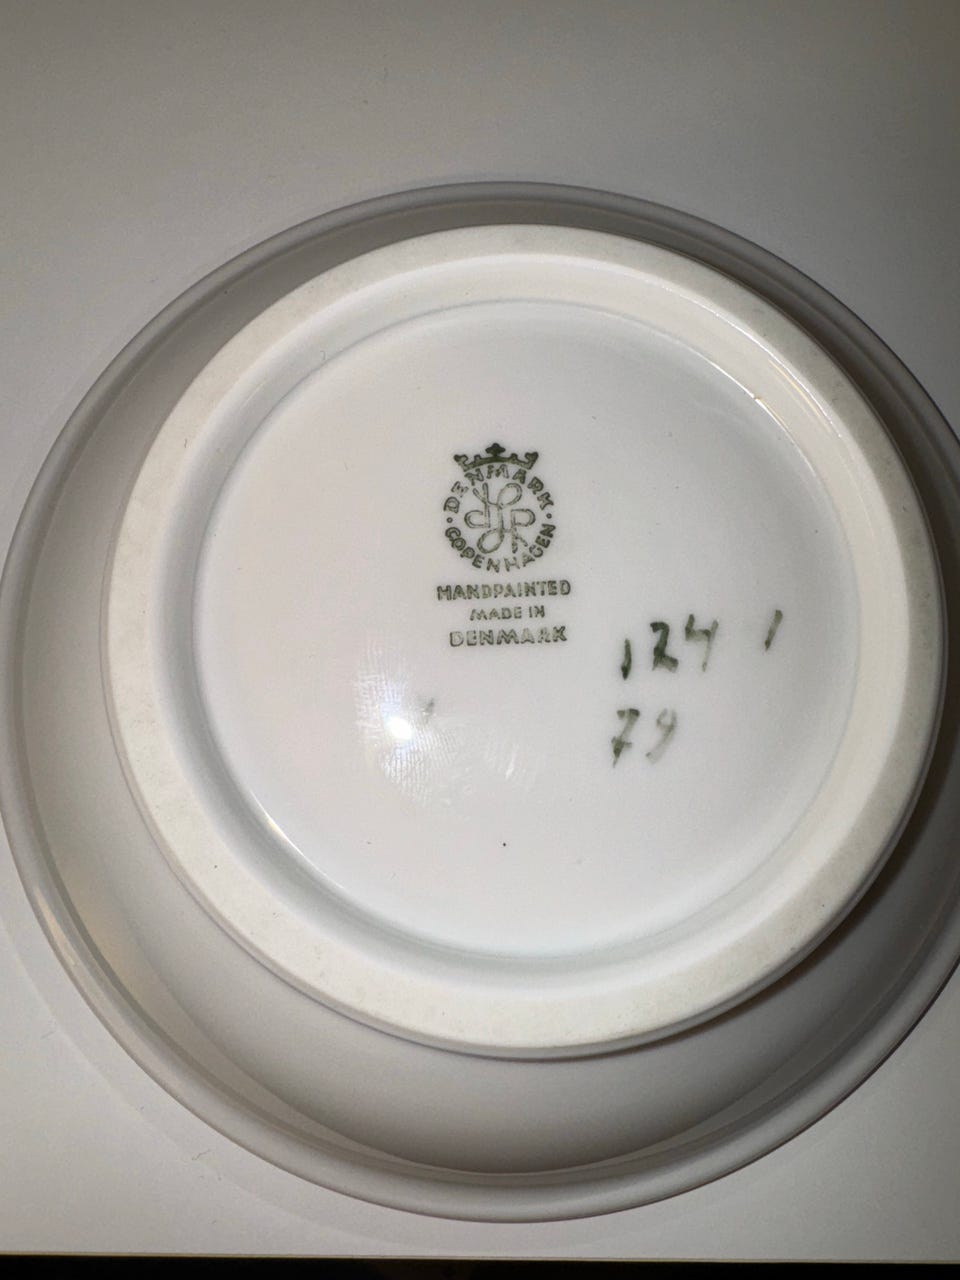 DENMARK
COPENHAGEN
HANDPAINTED
MADE IN
DENMARK
124 1
79